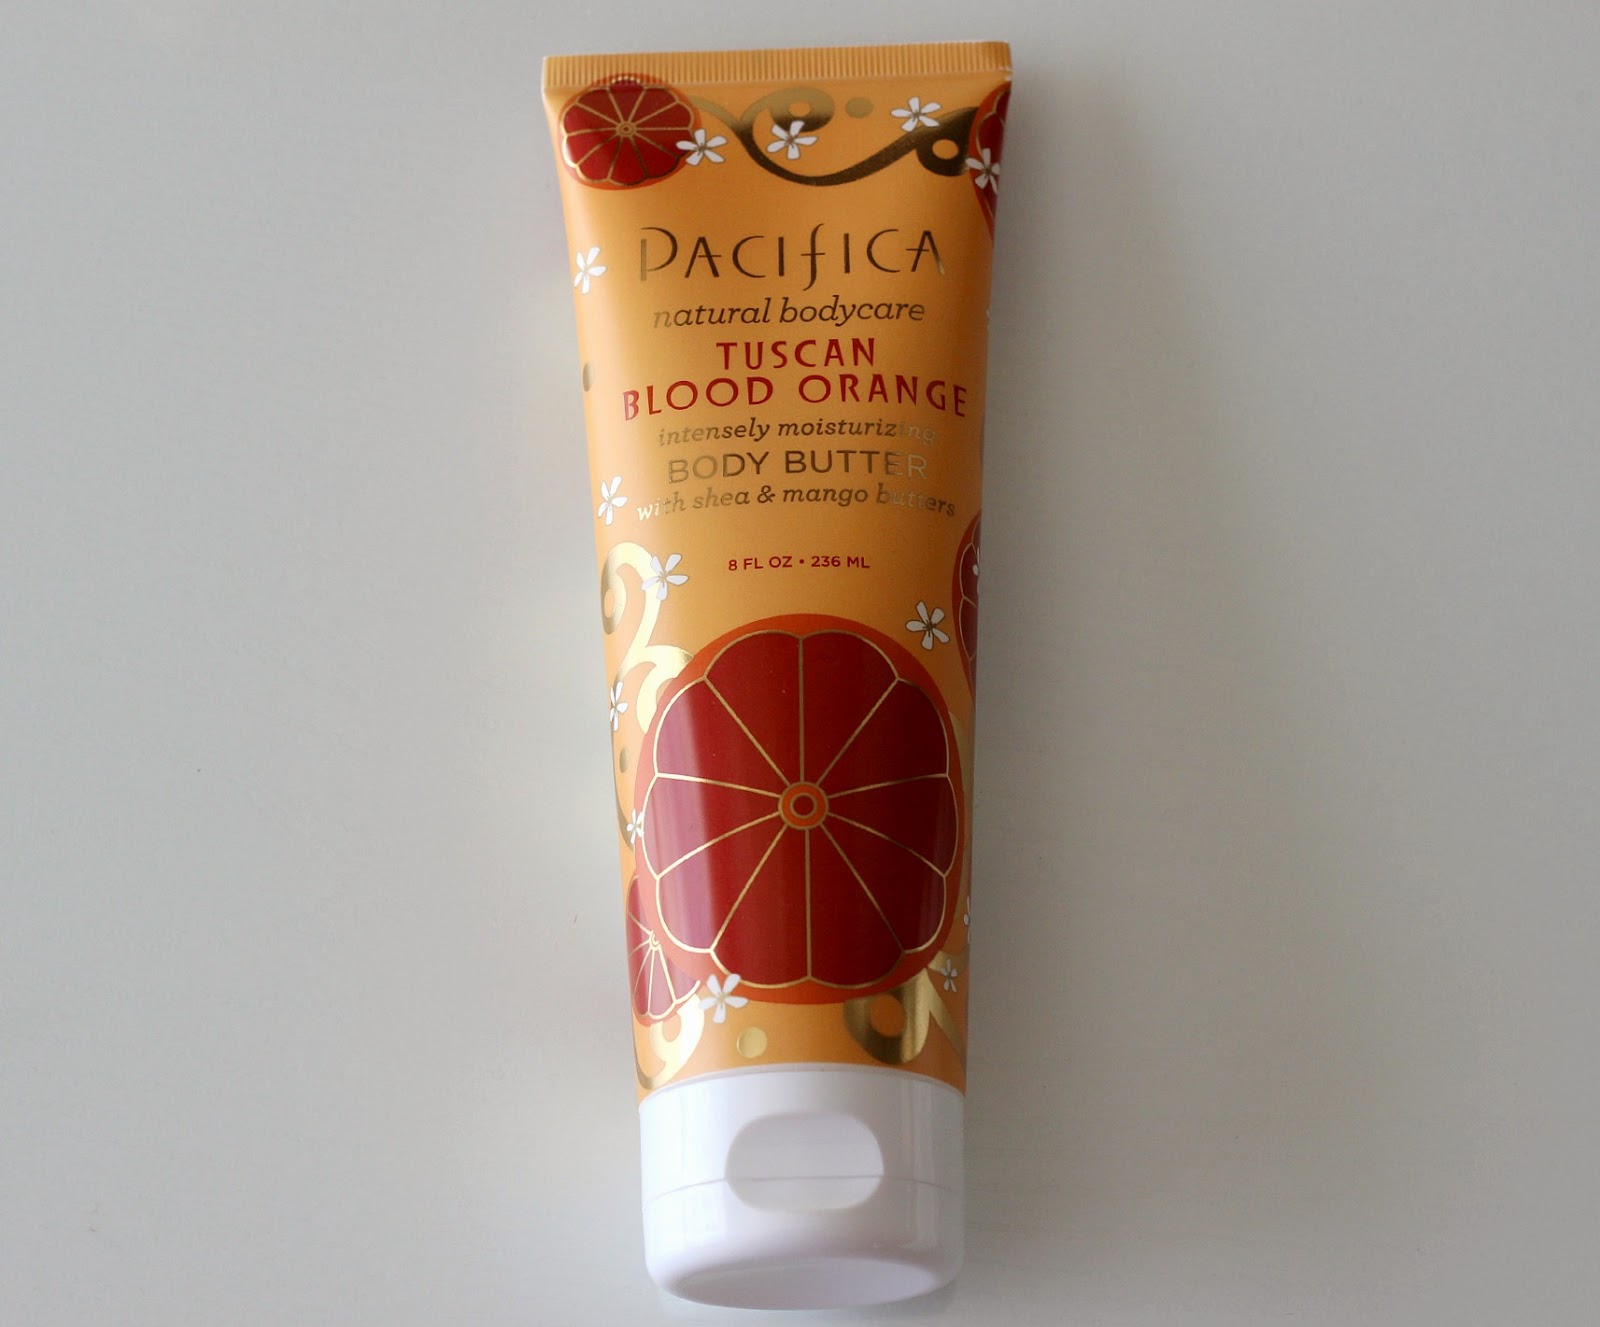 PACIFICA
natural bodycare
TUSCAN
BLOOD ORANGE
intensely moisturizing
BODY BUTTER
with shea & mango butters
8 FL OZ • 236 ML